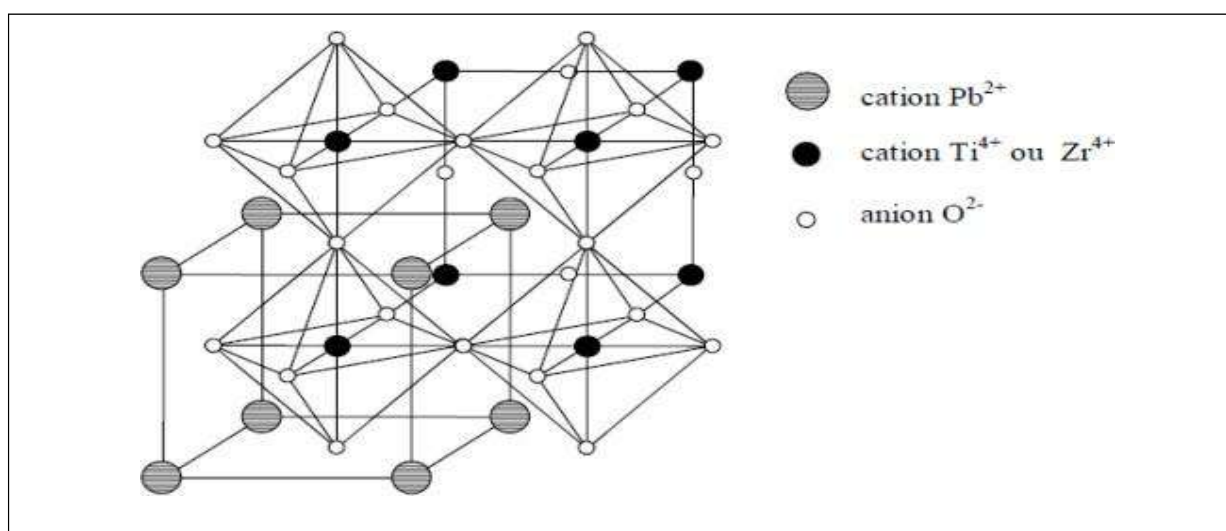 cation Pb²⁺
cation Ti⁴⁺ ou Zr⁴⁺
anion O²⁻